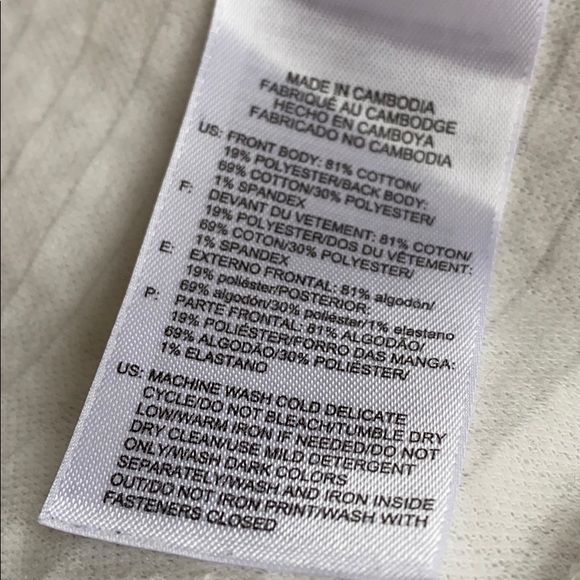 MADE IN CAMBODIA
FABRIQUÉ AU CAMBODGE
HECHO EN CAMBOYA
FABRICADO NO CAMBODIA
US: FRONT BODY: 81% COTTON/
19% POLYESTER/BACK BODY:
69% COTTON/30% POLYESTER/
1% SPANDEX
F: DEVANT DU VETEMENT: 81% COTON/
19% POLYESTER/DOS DU VÊTEMENT:
69% COTON/30% POLYESTER/
1% SPANDEX
E: EXTERNO FRONTAL: 81% algodón/
19% poliéster/POSTERIOR:
69% algodón/30% poliéster/1% elastano
P: PARTE FRONTAL: 81% ALGODÃO/
19% POLIÉSTER/FORRO DAS MANGA:
69% ALGODÃO/30% POLIÉSTER/
1% ELASTANO
US: MACHINE WASH COLD DELICATE
CYCLE/DO NOT BLEACH/TUMBLE DRY
LOW/WARM IRON IF NEEDED/DO NOT
DRY CLEAN/USE MILD DETERGENT
ONLY/WASH DARK COLORS
SEPARATELY/WASH AND IRON INSIDE
OUT/DO NOT IRON PRINT/WASH WITH
FASTENERS CLOSED